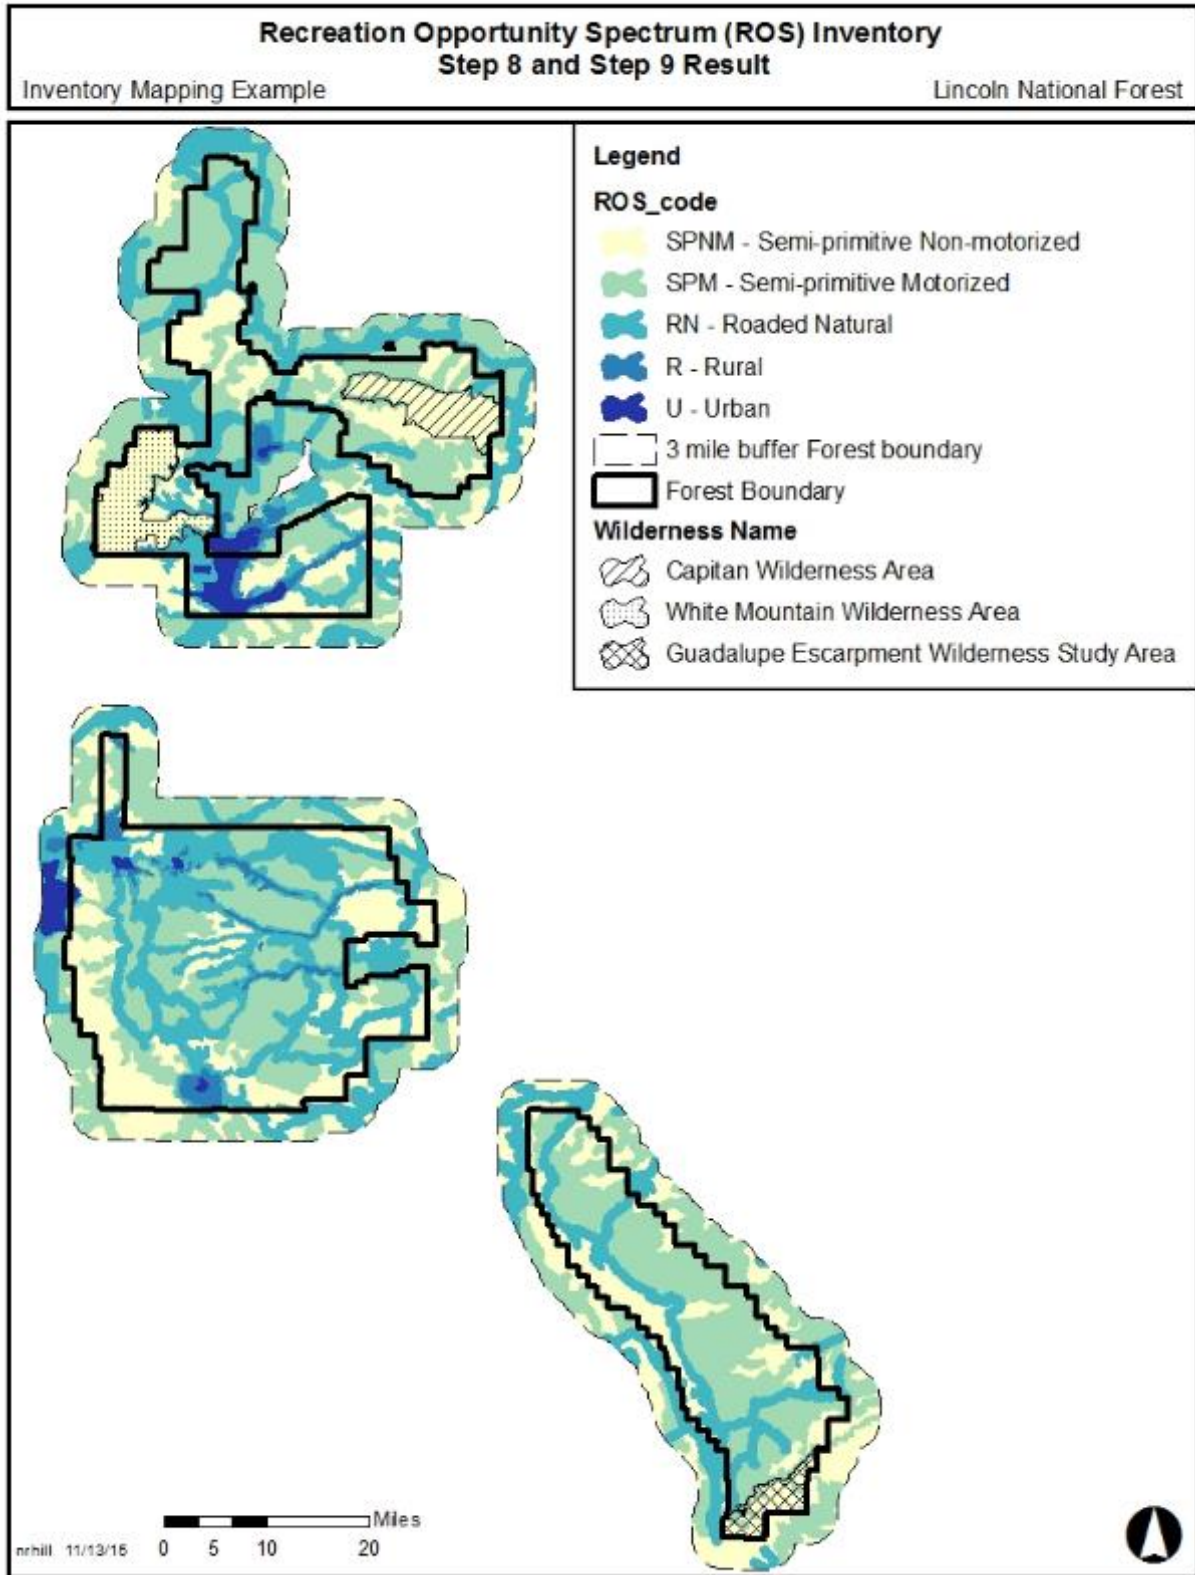 Recreation Opportunity Spectrum (ROS) Inventory
Step 8 and Step 9 Result
Inventory Mapping Example Lincoln National Forest
Legend
ROS_code
SPNM - Semi-primitive Non-motorized
SPM - Semi-primitive Motorized
RN - Roaded Natural
R - Rural
U - Urban
3 mile buffer Forest boundary
Forest Boundary
Wilderness Name
Capitan Wilderness Area
White Mountain Wilderness Area
Guadalupe Escarpment Wilderness Study Area
Miles
0 5 10 20
nrhill 11/13/15